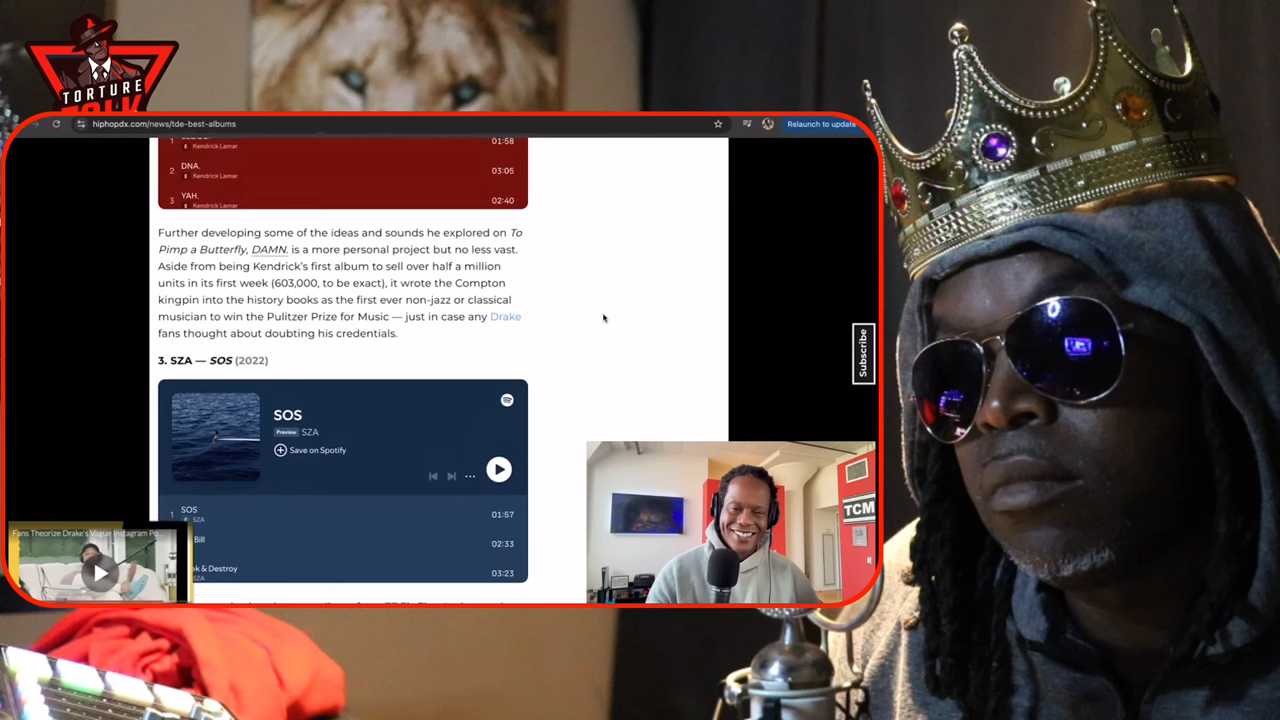 TORTURE
TALK
hiphopdx.com/news/tde-best-albums
Relaunch to update
1
Kendrick Lamar
01:58
2 DNA. 03:05
Kendrick Lamar
3 YAH. 02:40
Kendrick Lamar
Further developing some of the ideas and sounds he explored on To
Pimp a Butterfly, DAMN. is a more personal project but no less vast.
Aside from being Kendrick's first album to sell over half a million
units in its first week (603,000, to be exact), it wrote the Compton
kingpin into the history books as the first ever non-jazz or classical
musician to win the Pulitzer Prize for Music — just in case any Drake
fans thought about doubting his credentials.
3. SZA — SOS (2022)
SOS
Preview SZA
Save on Spotify
1 SOS 01:57
SZA
Bill 02:33
k & Destroy 03:23
SZA
Fans Theorize Drake's Vague Instagram Po...
Subscribe
TCM